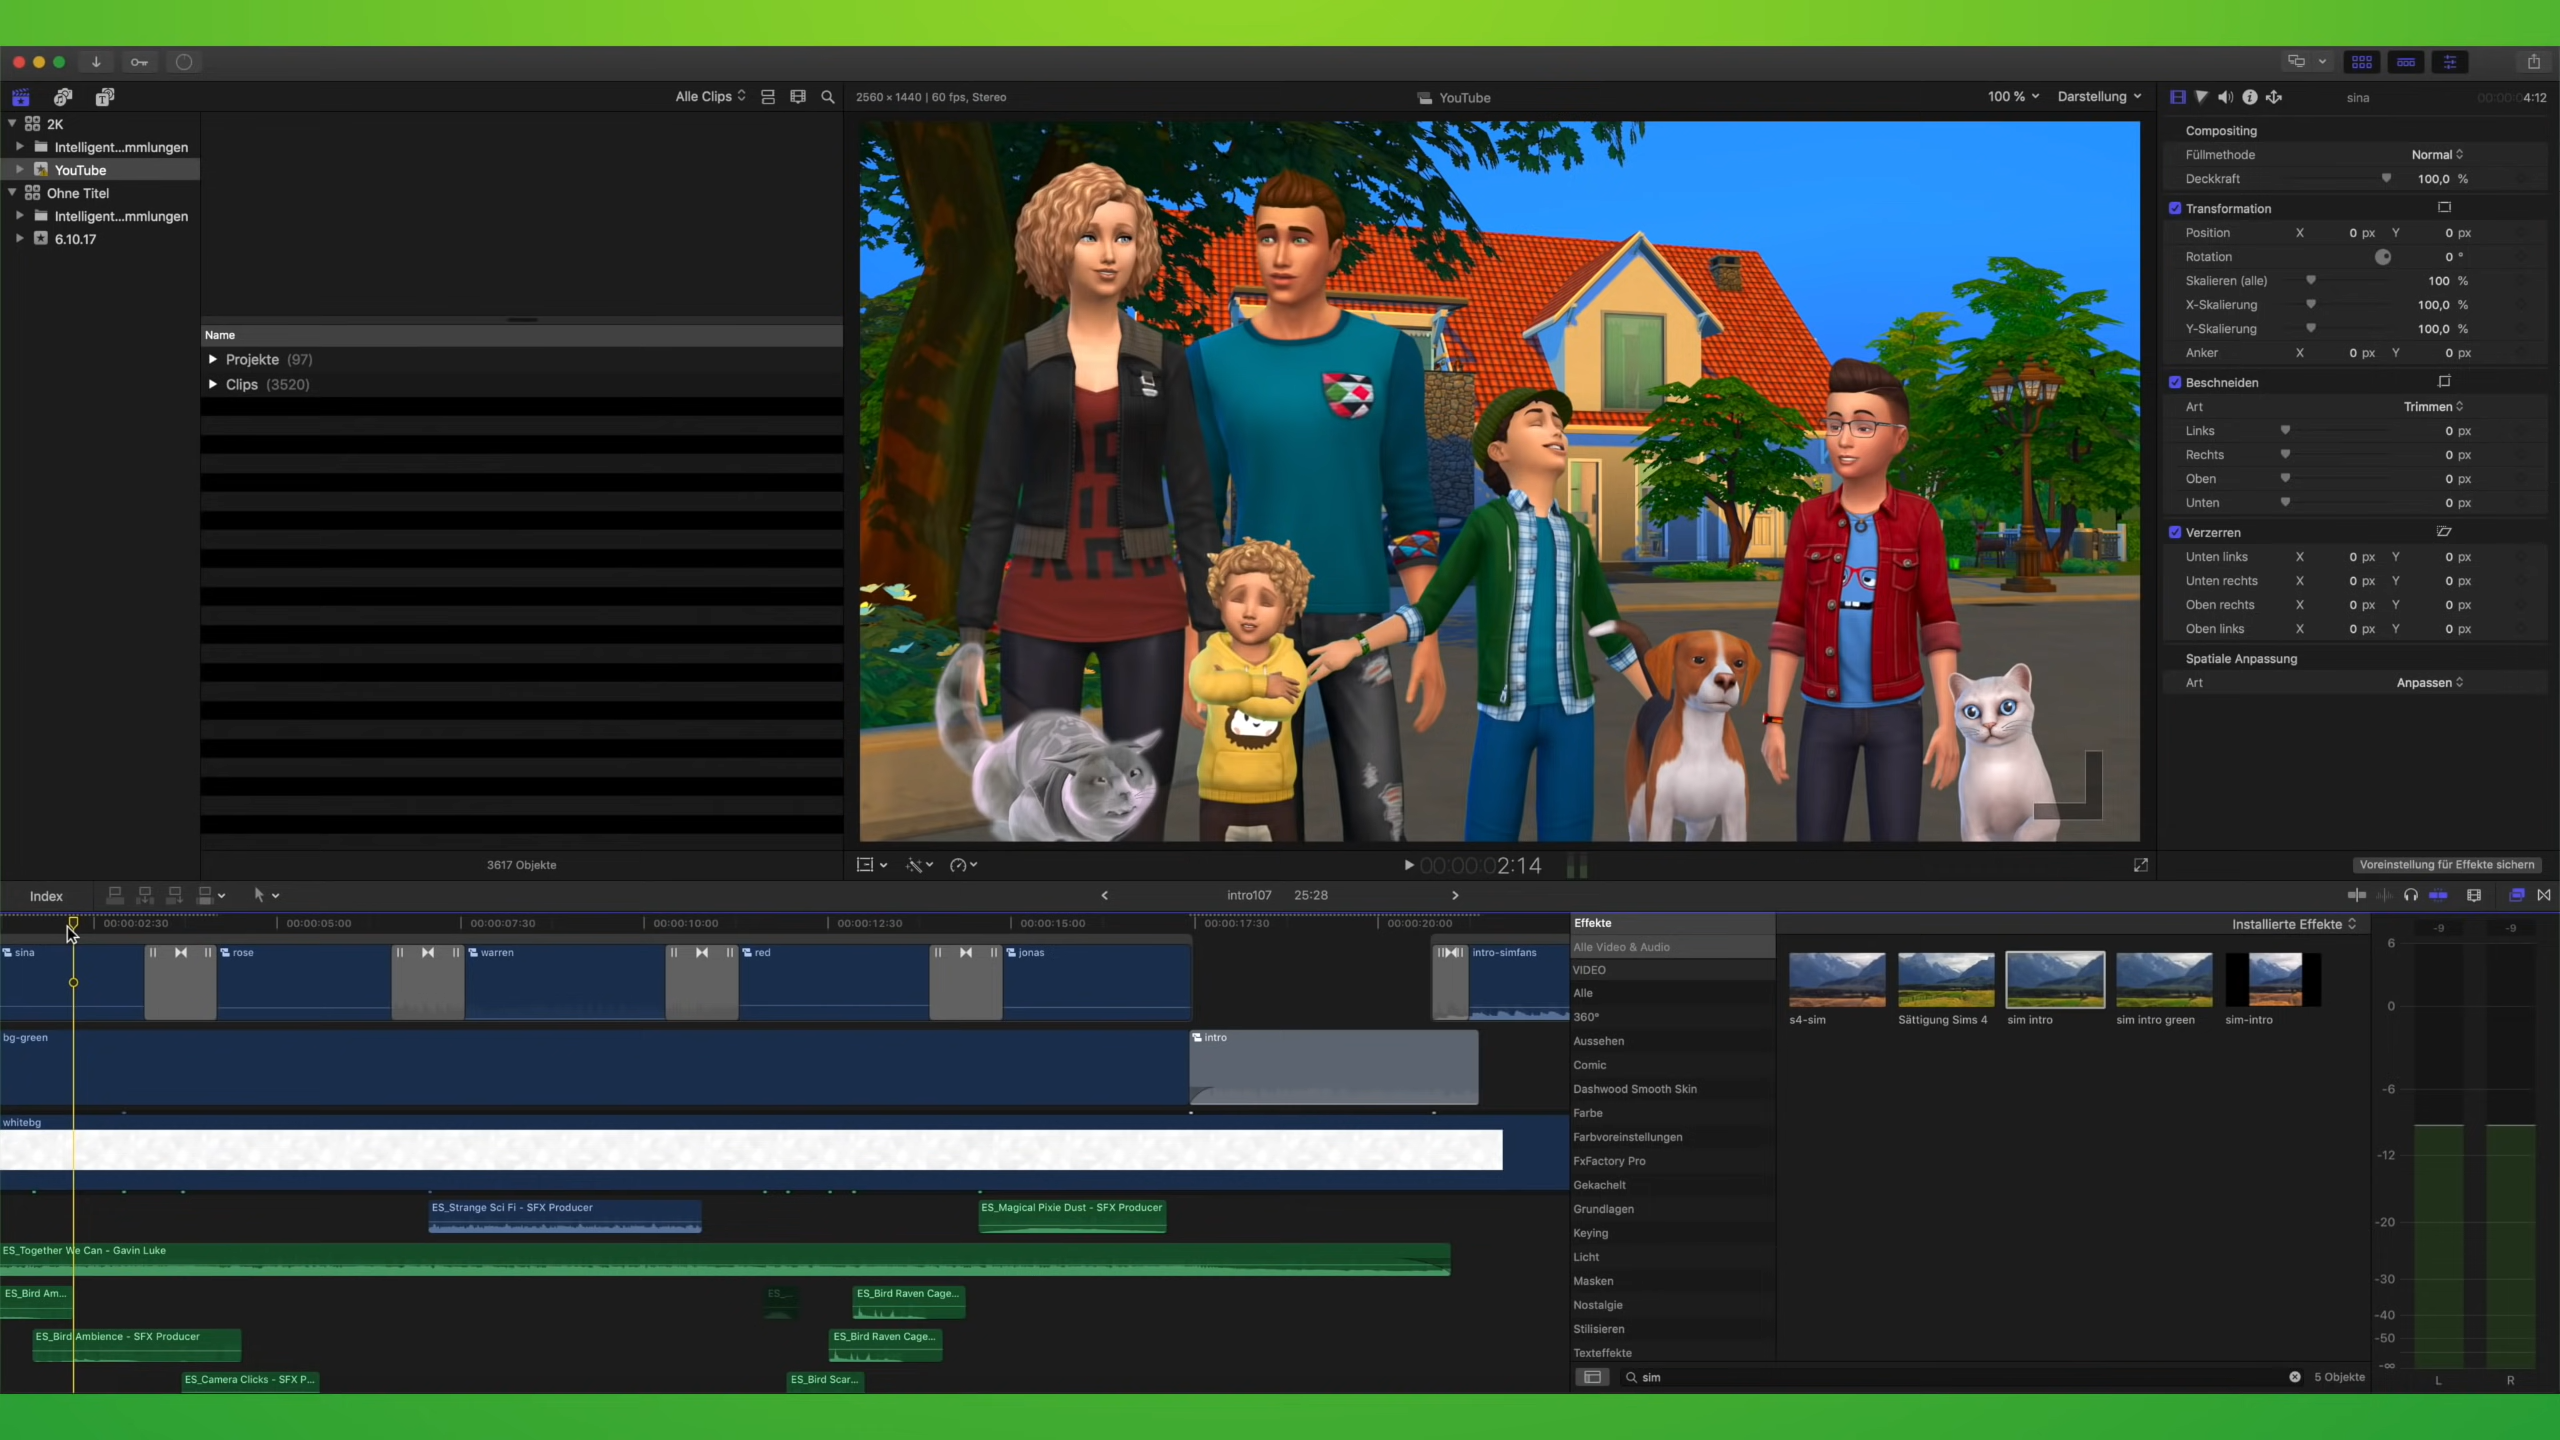 Alle Clips
2560 × 1440 | 60 fps, Stereo
YouTube
100 %
Darstellung
sina
00:00:04:12
2K
Intelligent...mmlungen
YouTube
Ohne Titel
Intelligent...mmlungen
6.10.17
Name
Projekte (97)
Clips (3520)
3617 Objekte
Compositing
Füllmethode Normal
Deckkraft 100,0 %
Transformation
Position X 0 px Y 0 px
Rotation 0 °
Skalieren (alle) 100 %
X-Skalierung 100,0 %
Y-Skalierung 100,0 %
Anker X 0 px Y 0 px
Beschneiden
Art Trimmen
Links 0 px
Rechts 0 px
Oben 0 px
Unten 0 px
Verzerren
Unten links X 0 px Y 0 px
Unten rechts X 0 px Y 0 px
Oben rechts X 0 px Y 0 px
Oben links X 0 px Y 0 px
Spatiale Anpassung
Art Anpassen
00:00:02:14
Voreinstellung für Effekte sichern
Index
intro107 25:28
00:00:02:30 00:00:05:00 00:00:07:30 00:00:10:00 00:00:12:30 00:00:15:00 00:00:17:30 00:00:20:00
sina rose warren red jonas intro-simfans
bg-green intro
whitebg
ES_Strange Sci Fi - SFX Producer
ES_Magical Pixie Dust - SFX Producer
ES_Together We Can - Gavin Luke
ES_Bird Am...
ES_...
ES_Bird Raven Cage...
ES_Bird Ambience - SFX Producer
ES_Bird Raven Cage...
ES_Camera Clicks - SFX P...
ES_Bird Scar...
Effekte
Installierte Effekte
Alle Video & Audio
VIDEO
Alle
360°
Aussehen
Comic
Dashwood Smooth Skin
Farbe
Farbvoreinstellungen
FxFactory Pro
Gekachelt
Grundlagen
Keying
Licht
Masken
Nostalgie
Stilisieren
Texteffekte
s4-sim
Sättigung Sims 4
sim intro
sim intro green
sim-intro
sim
5 Objekte
-9 -9
6
0
-6
-12
-20
-30
-40
-50
-∞
L R